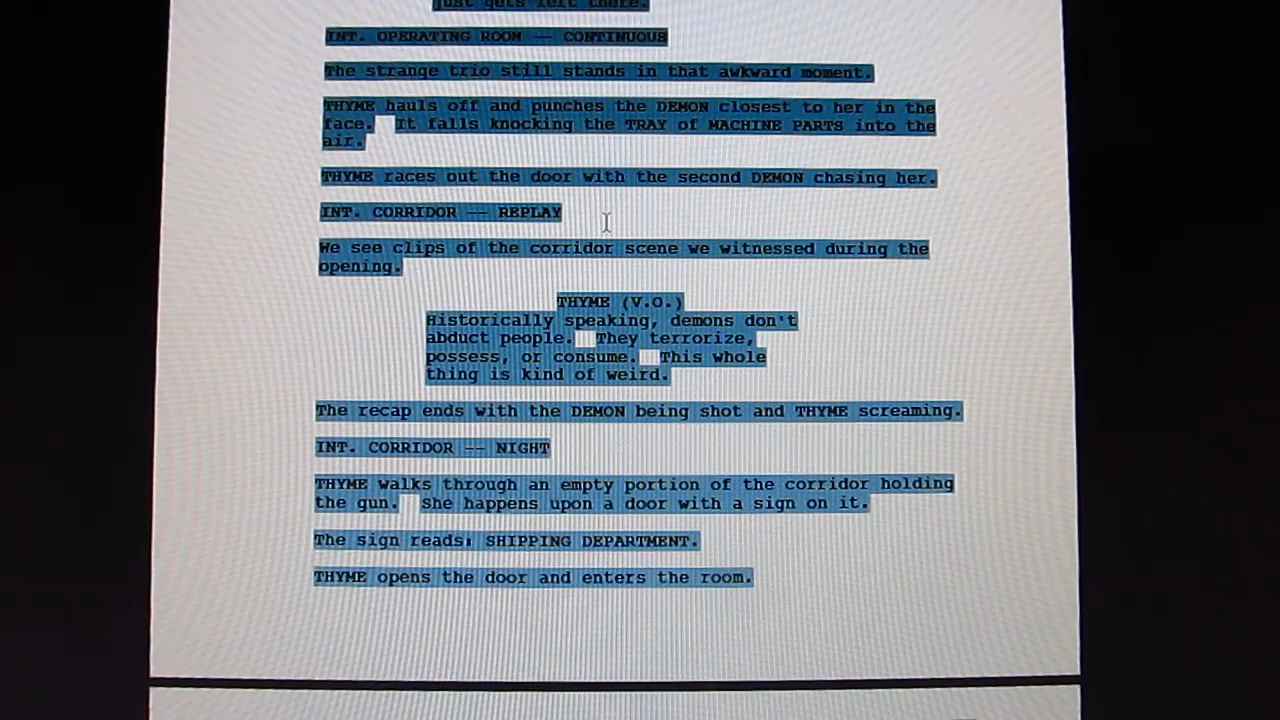 just gets left there.
INT. OPERATING ROOM -- CONTINUOUS
The strange trio still stands in that awkward moment.
THYME hauls off and punches the DEMON closest to her in the
face. It falls knocking the TRAY of MACHINE PARTS into the
air.
THYME races out the door with the second DEMON chasing her.
INT. CORRIDOR -- REPLAY
We see clips of the corridor scene we witnessed during the
opening.
THYME (V.O.)
Historically speaking, demons don't
abduct people. They terrorize,
possess, or consume. This whole
thing is kind of weird.
The recap ends with the DEMON being shot and THYME screaming.
INT. CORRIDOR -- NIGHT
THYME walks through an empty portion of the corridor holding
the gun. She happens upon a door with a sign on it.
The sign reads: SHIPPING DEPARTMENT.
THYME opens the door and enters the room.